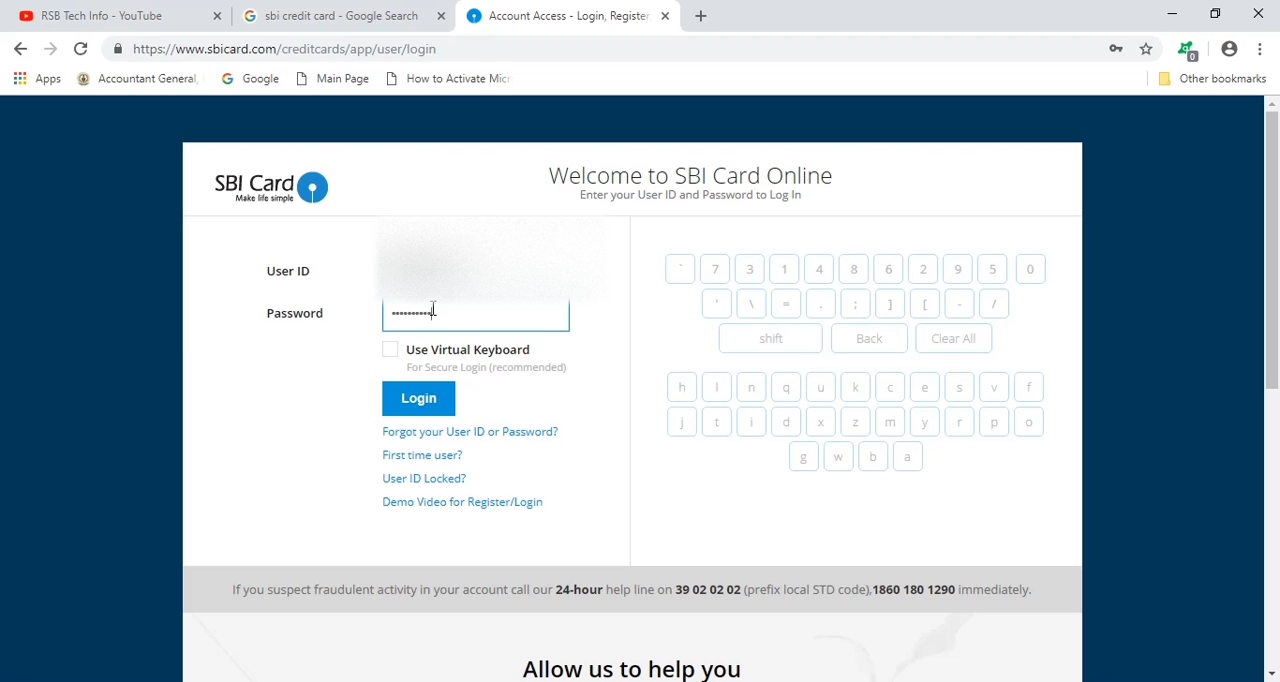 RSB Tech Info - YouTube
sbi credit card - Google Search
Account Access - Login, Register,
https://www.sbicard.com/creditcards/app/user/login
0
Apps
Accountant General,
Google
Main Page
How to Activate Micr
Other bookmarks
SBI Card
Make life simple
Welcome to SBI Card Online
Enter your User ID and Password to Log In
User ID
Password
Use Virtual Keyboard
For Secure Login (recommended)
Login
Forgot your User ID or Password?
First time user?
User ID Locked?
Demo Video for Register/Login
` 7 3 1 4 8 6 2 9 5 0
' \ = . ; ] [ - /
shift Back Clear All
h l n q u k c e s v f
j t i d x z m y r p o
g w b a
If you suspect fraudulent activity in your account call our 24-hour help line on 39 02 02 02 (prefix local STD code),1860 180 1290 immediately.
Allow us to help you